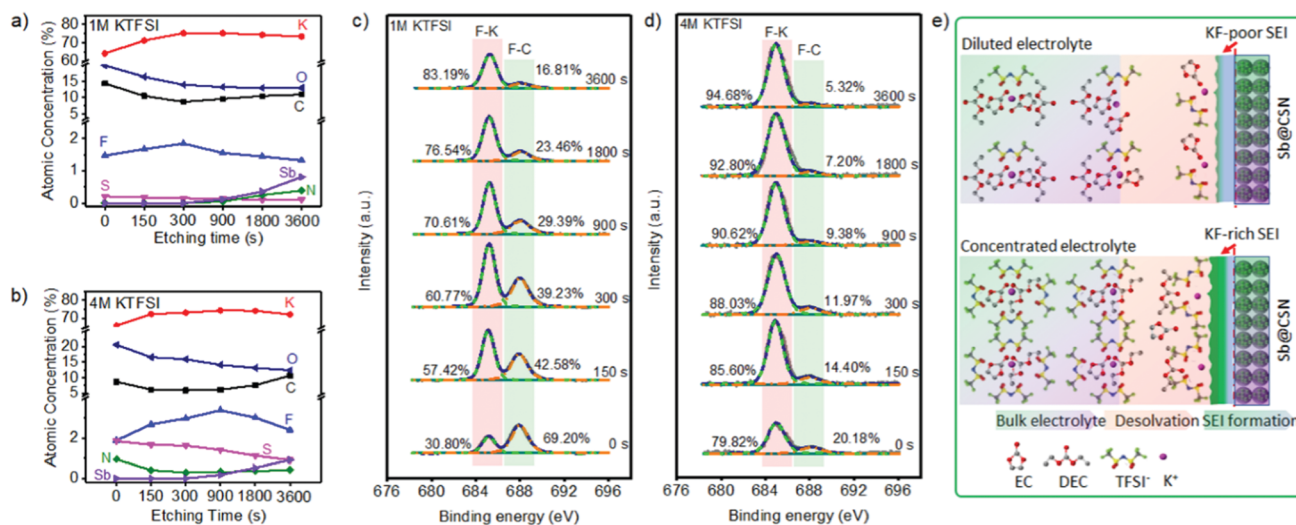 a)
1M KTFSI
Atomic Concentration (%)
80
70
60
15
10
2
1
0
K
O
C
F
S
Sb
N
0 150 300 900 1800 3600
Etching time (s)
b)
4M KTFSI
Atomic Concentration (%)
80
70
20
15
10
5
4
2
0
K
O
C
F
S
N
Sb
0 150 300 900 1800 3600
Etching Time (s)
c)
1M KTFSI
F-K
F-C
83.19% 16.81% 3600 s
76.54% 23.46% 1800 s
70.61% 29.39% 900 s
60.77% 39.23% 300 s
57.42% 42.58% 150 s
30.80% 69.20% 0 s
Intensity (a.u.)
676 680 684 688 692 696
Binding energy (eV)
d)
4M KTFSI
F-K
F-C
94.68% 5.32% 3600 s
92.80% 7.20% 1800 s
90.62% 9.38% 900 s
88.03% 11.97% 300 s
85.60% 14.40% 150 s
79.82% 20.18% 0 s
Intensity (a.u.)
676 680 684 688 692 696
Binding energy (eV)
e)
KF-poor SEI
Diluted electrolyte
Sb@CSN
KF-rich SEI
Concentrated electrolyte
Sb@CSN
Bulk electrolyte Desolvation SEI formation
EC DEC TFSI⁻ K⁺